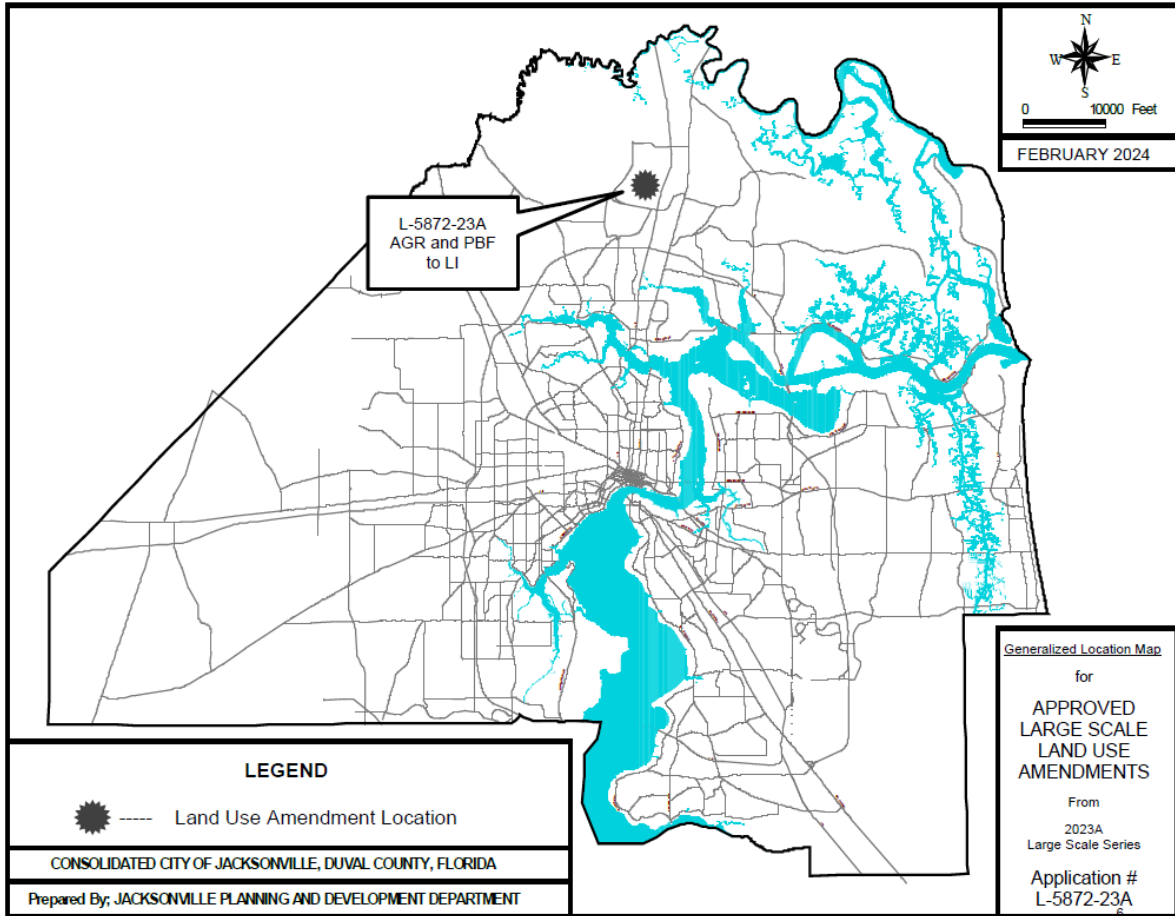 N
W E
S
0 10000 Feet
FEBRUARY 2024
L-5872-23A
AGR and PBF
to LI
LEGEND
----- Land Use Amendment Location
CONSOLIDATED CITY OF JACKSONVILLE, DUVAL COUNTY, FLORIDA
Prepared By; JACKSONVILLE PLANNING AND DEVELOPMENT DEPARTMENT
Generalized Location Map
for
APPROVED
LARGE SCALE
LAND USE
AMENDMENTS
From
2023A
Large Scale Series
Application #
L-5872-23A
6